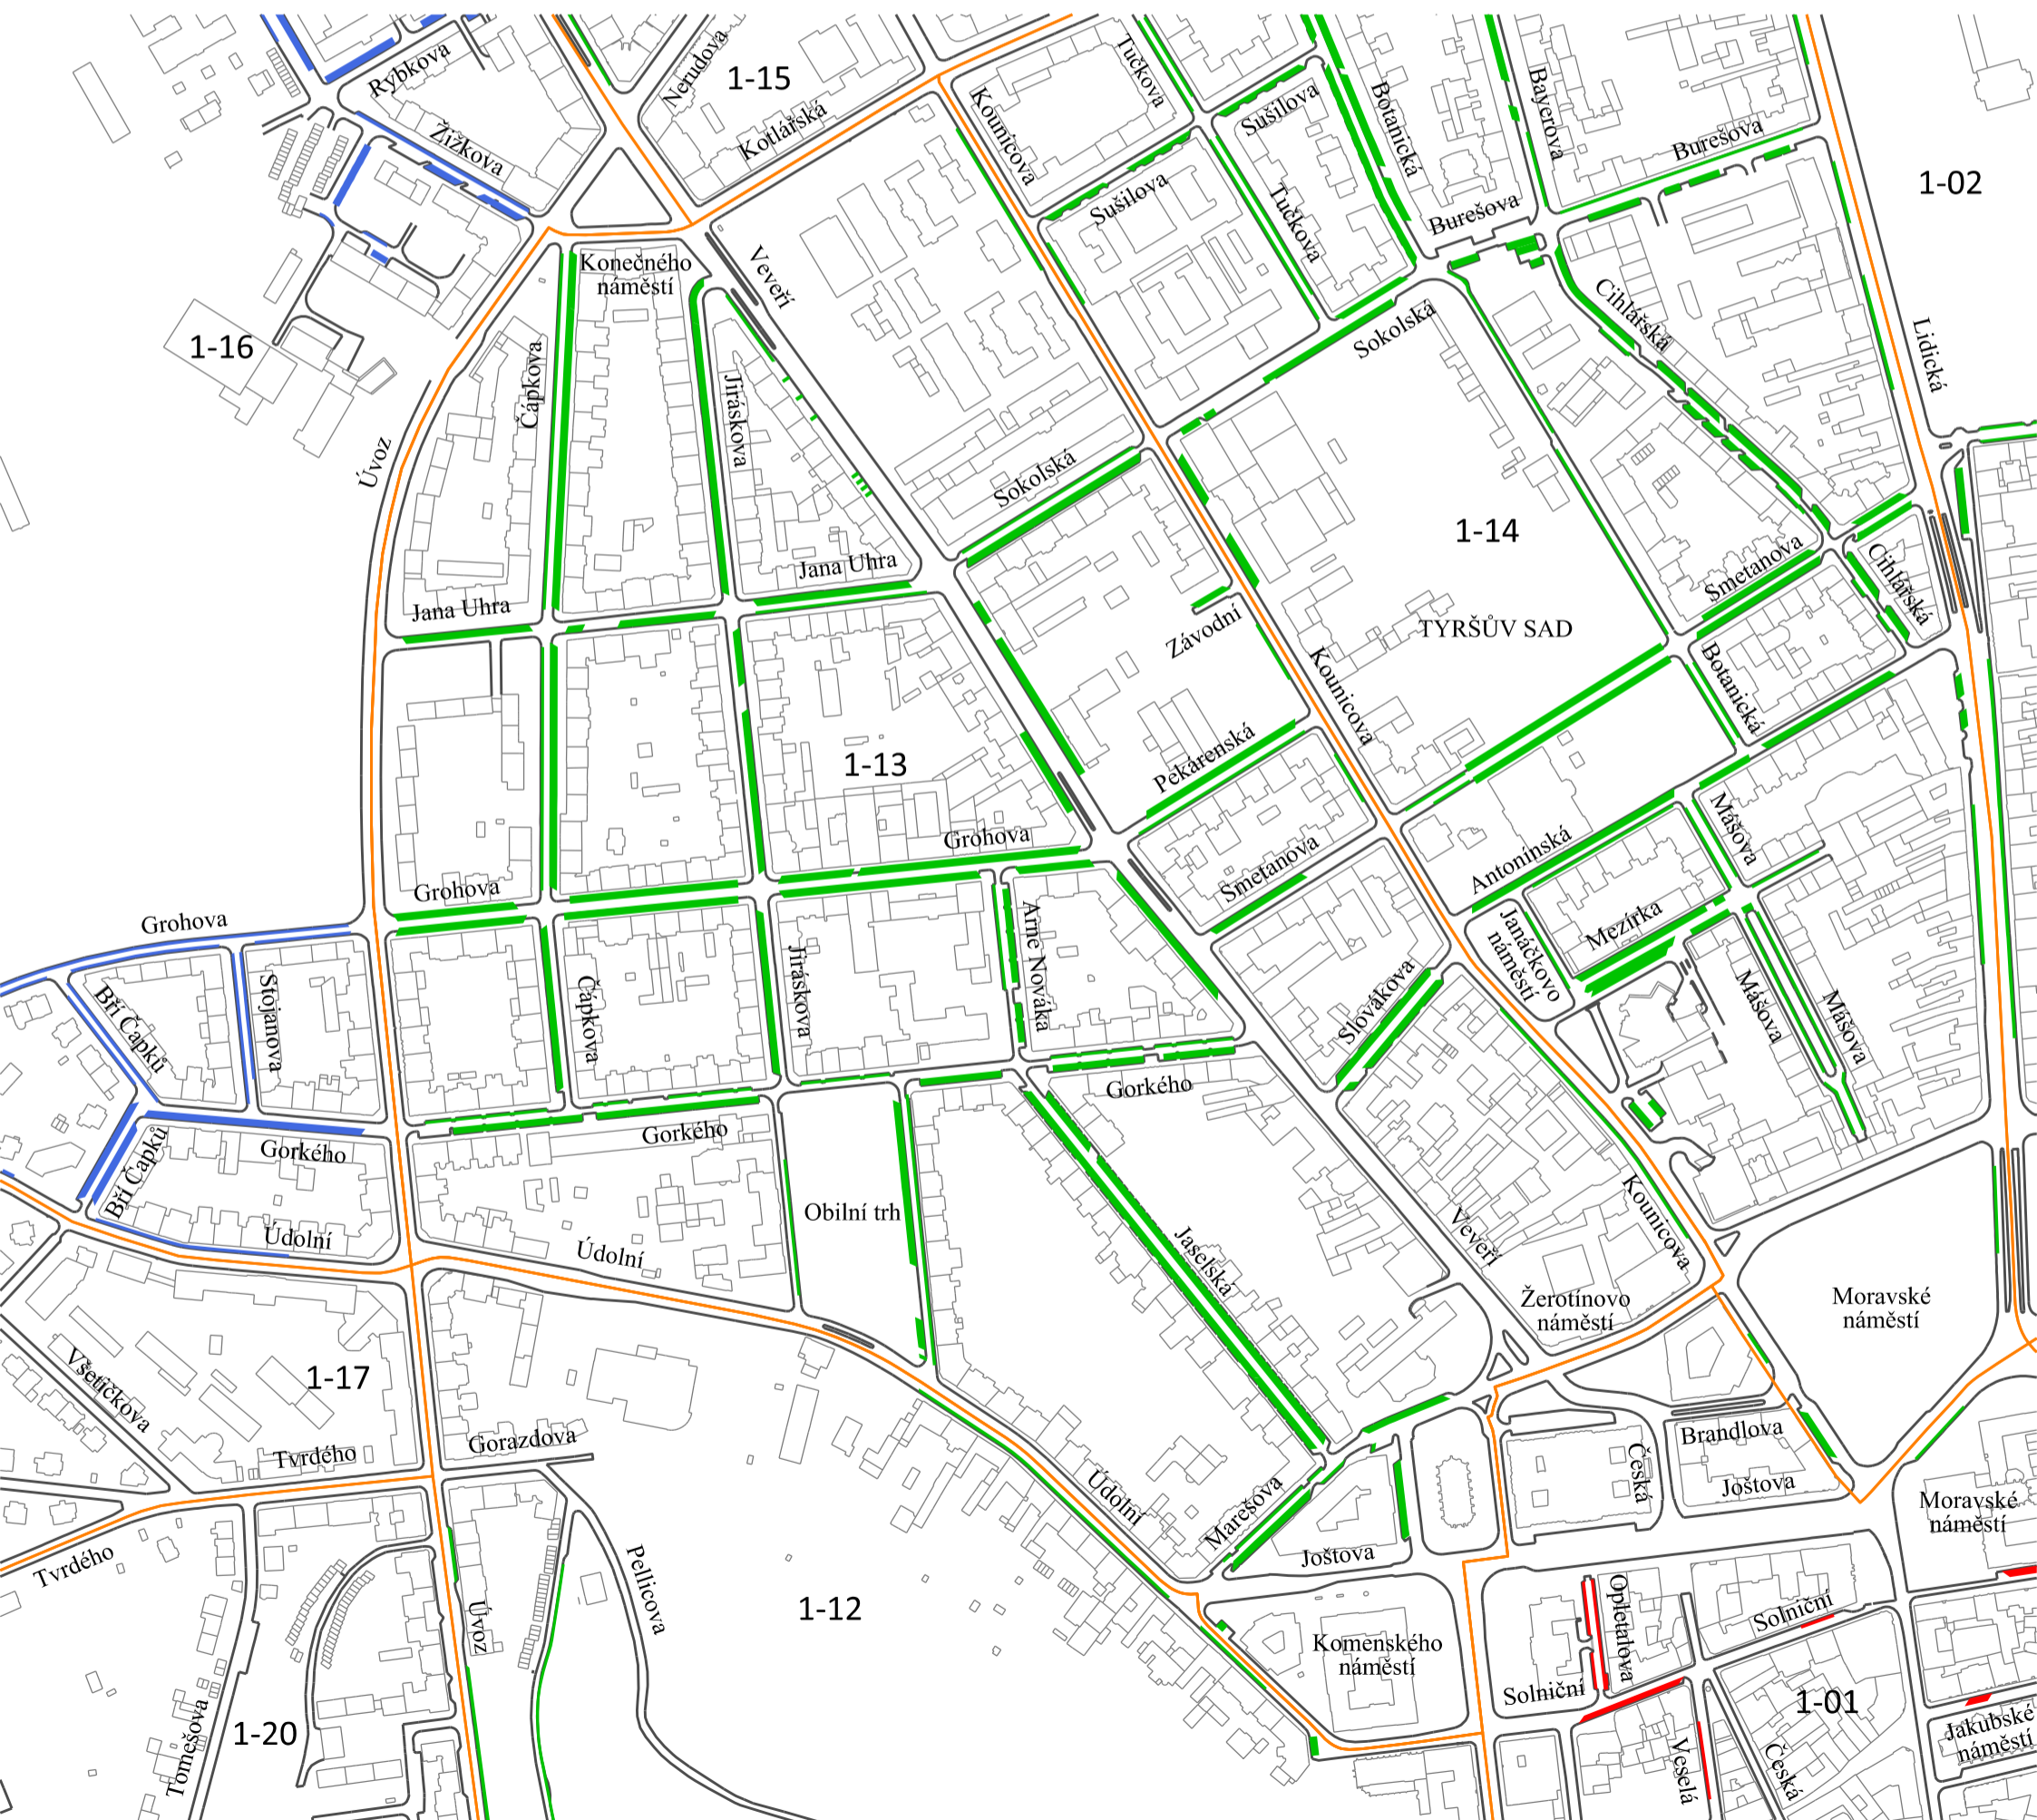 Rybkova
Nerudova
1-15
Tučkova
Kounicova
Sušilova
Botanická
Bayerova
Burešova
Kotlářská
Žižkova
1-02
Sušilova
Tučkova
Burešova
Konečného
náměstí
Veveří
Cihlářská
Sokolská
1-16
Lidická
Čápkova
Jiráskova
Úvoz
Sokolská
1-14
Jana Uhra
Smetanova
Cihlářská
Jana Uhra
Závodní
TYRŠŮV SAD
Kounicova
Botanická
1-13
Pekárenská
Mášova
Grohova
Antonínská
Smetanova
Grohova
Grohova
Arne Nováka
Mezírka
Janáčkovo
náměstí
Jiráskova
Čápkova
Stojanova
Bří Čapků
Slovákova
Mášova
Mášova
Gorkého
Gorkého
Gorkého
Bří Čapků
Kounicova
Obilní trh
Údolní
Údolní
Jaselská
Veveří
Žerotínovo
náměstí
Moravské
náměstí
1-17
Všetičkova
Gorazdova
Tvrdého
Brandlova
Česká
Joštova
Údolní
Marešova
Moravské
náměstí
Joštova
Tvrdého
Pellicova
Úvoz
1-12
Opletalova
Solniční
Komenského
náměstí
Solniční
1-01
Tomešova
1-20
Jakubské
náměstí
Veselá
Česká